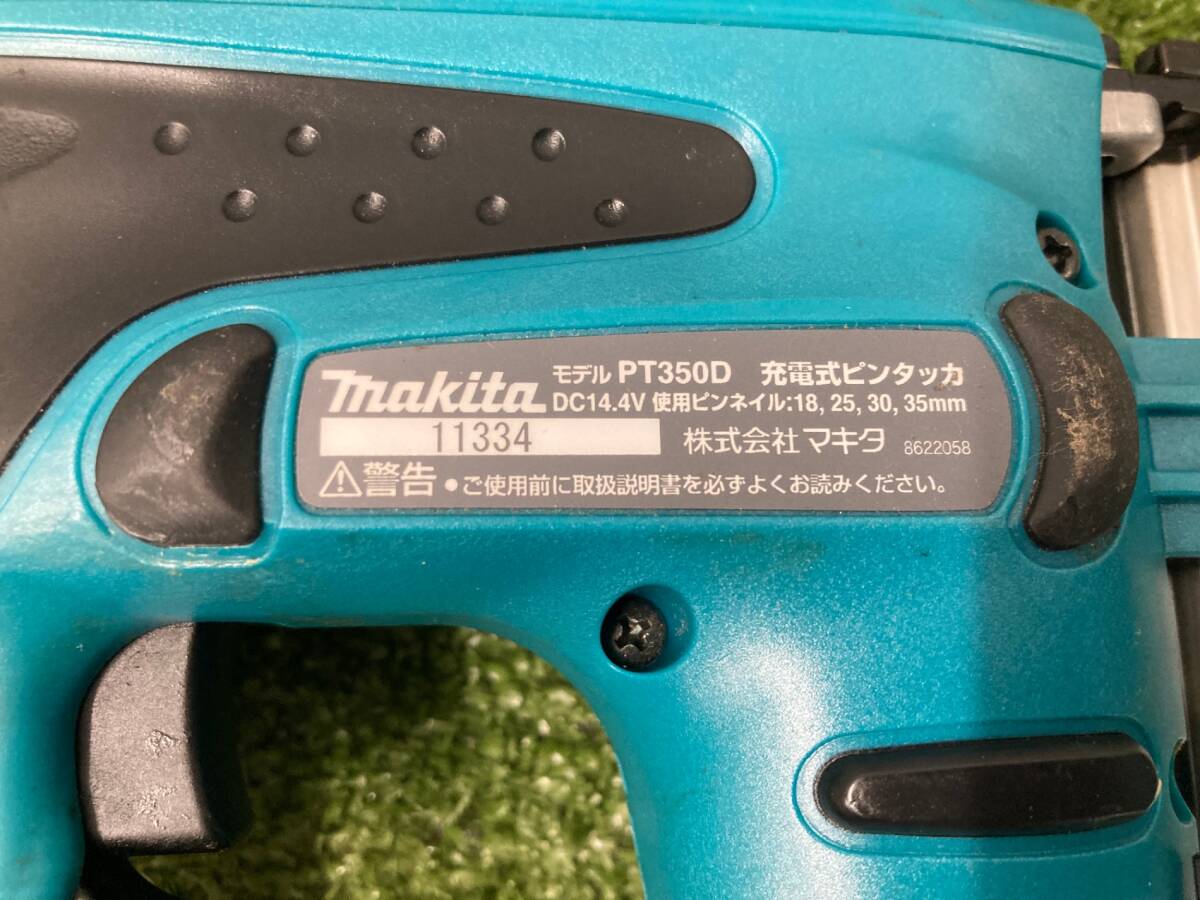 makita モデル PT350D 充電式ピンタッカ
DC14.4V 使用ピンネイル:18, 25, 30, 35mm
11334 株式会社 マキタ 8622058
警告 ●ご使用前に取扱説明書を必ずよくお読みください。